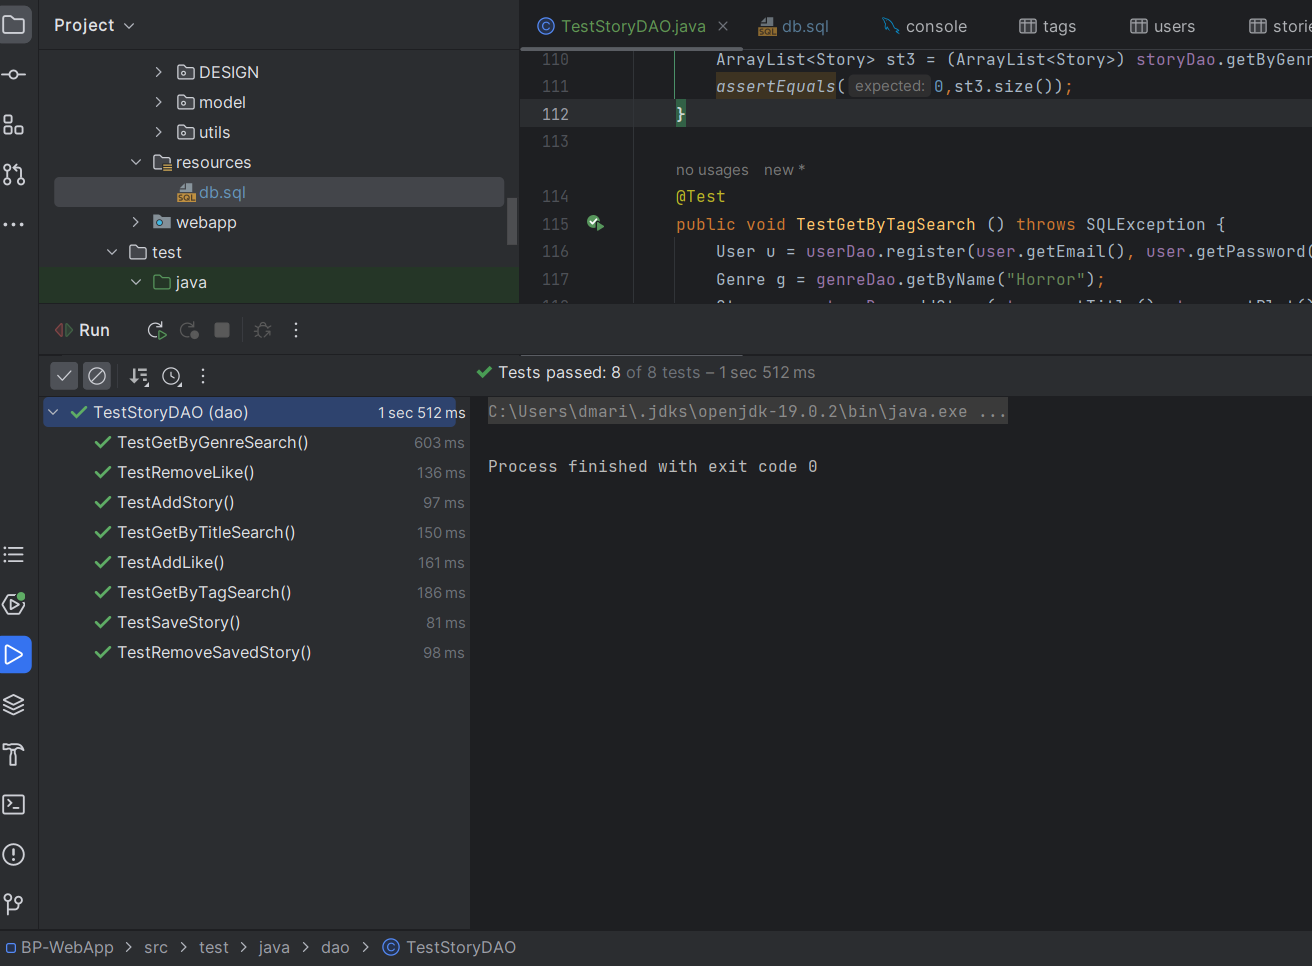 Project
DESIGN
model
utils
resources
db.sql
webapp
test
java
TestStoryDAO.java
db.sql
console
tags
users
110 ArrayList<Story> st3 = (ArrayList<Story>) storyDao.getByGenr
111 assertEquals( expected: 0,st3.size());
112 }
113
no usages new *
114 @Test
115 public void TestGetByTagSearch () throws SQLException {
116 User u = userDao.register(user.getEmail(), user.getPassword(
117 Genre g = genreDao.getByName("Horror");
Run
Tests passed: 8 of 8 tests – 1 sec 512 ms
TestStoryDAO (dao) 1 sec 512 ms
TestGetByGenreSearch() 603 ms
TestRemoveLike() 136 ms
TestAddStory() 97 ms
TestGetByTitleSearch() 150 ms
TestAddLike() 161 ms
TestGetByTagSearch() 186 ms
TestSaveStory() 81 ms
TestRemoveSavedStory() 98 ms
C:\Users\dmari\.jdks\openjdk-19.0.2\bin\java.exe ...
Process finished with exit code 0
BP-WebApp > src > test > java > dao > TestStoryDAO